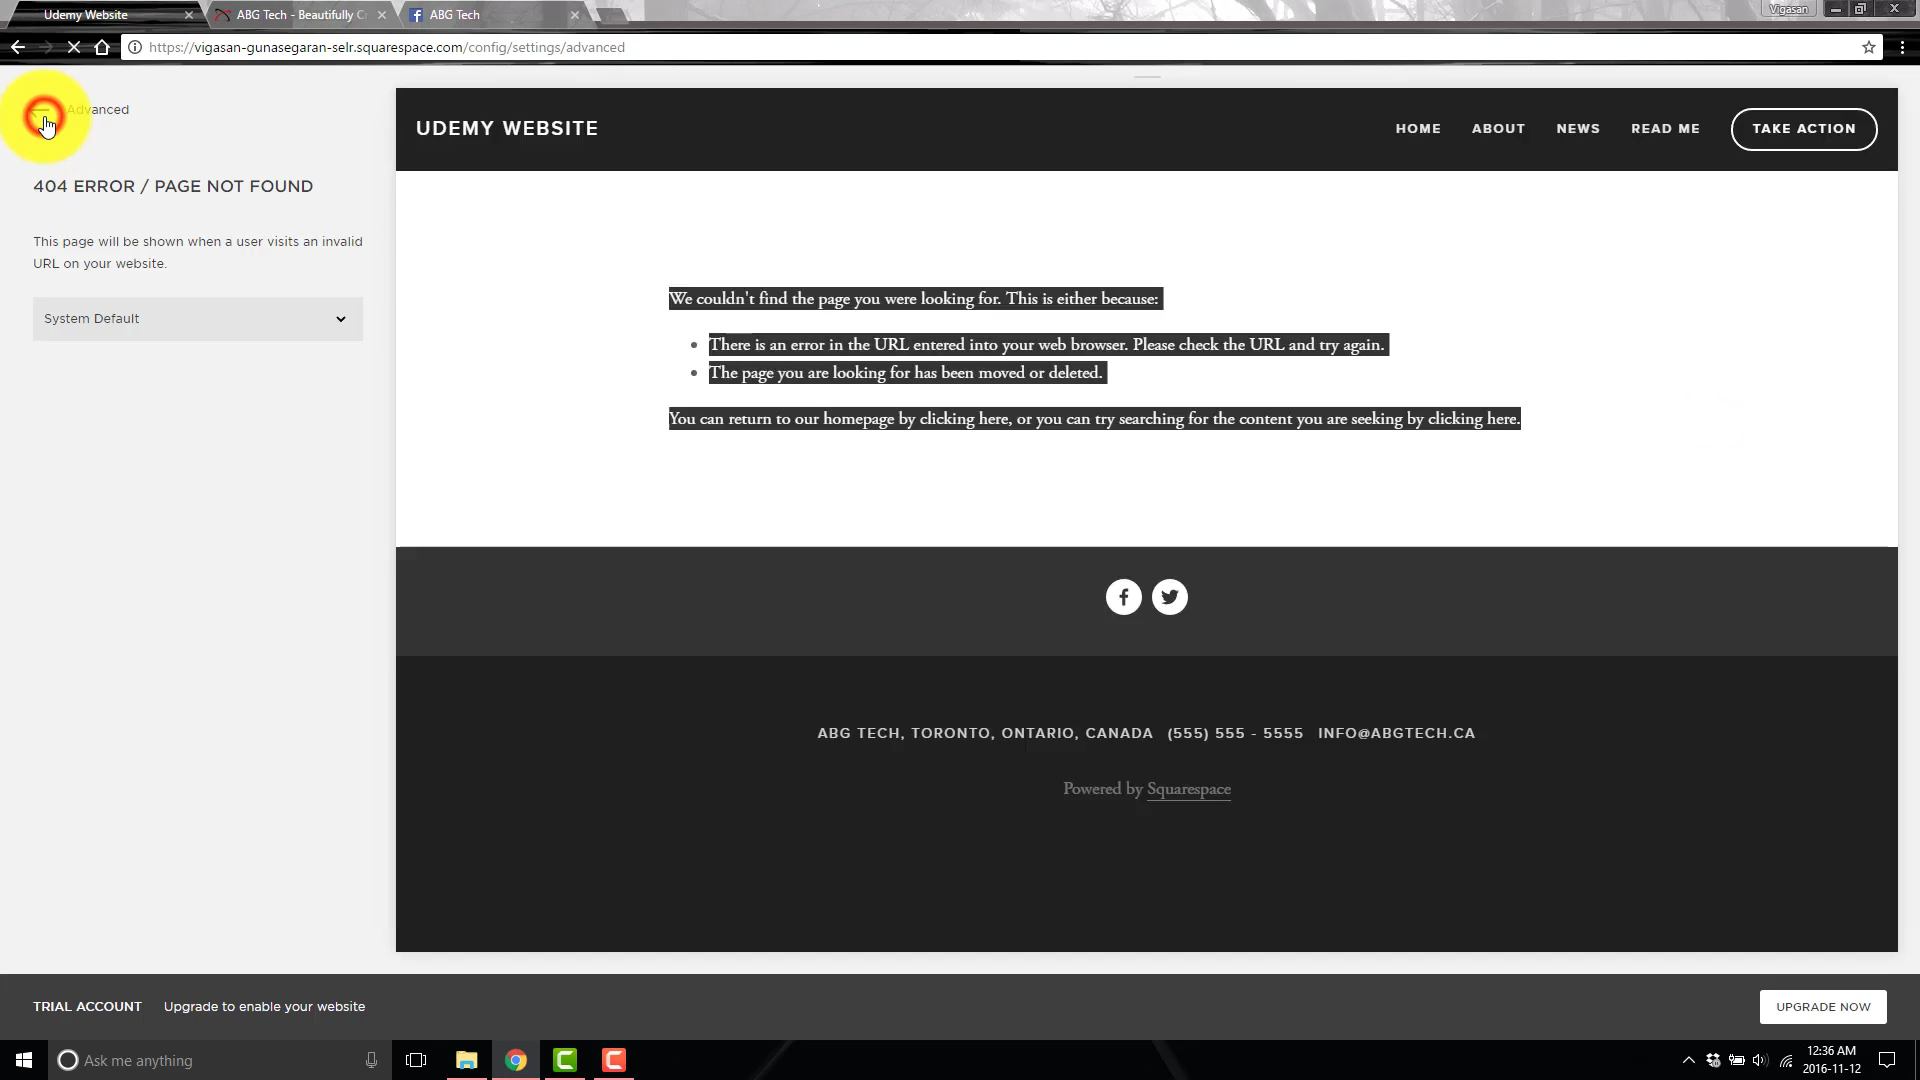 Udemy Website
ABG Tech - Beautifully C
ABG Tech
Vigasan
https://vigasan-gunasegaran-selr.squarespace.com/config/settings/advanced
Advanced
404 ERROR / PAGE NOT FOUND
This page will be shown when a user visits an invalid
URL on your website.
System Default
UDEMY WEBSITE
HOME ABOUT NEWS READ ME TAKE ACTION
We couldn't find the page you were looking for. This is either because:
There is an error in the URL entered into your web browser. Please check the URL and try again.
The page you are looking for has been moved or deleted.
You can return to our homepage by clicking here, or you can try searching for the content you are seeking by clicking here.
ABG TECH, TORONTO, ONTARIO, CANADA (555) 555 - 5555 INFO@ABGTECH.CA
Powered by Squarespace
TRIAL ACCOUNT Upgrade to enable your website
UPGRADE NOW
Ask me anything
12:36 AM
2016-11-12